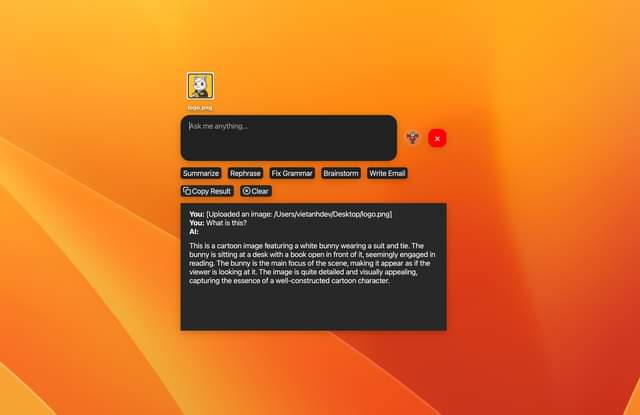 logo.png
Ask me anything...
x
Summarize Rephrase Fix Grammar Brainstorm Write Email
Copy Result Clear
You: [Uploaded an image: /Users/vietanhdev/Desktop/logo.png]
You: What is this?
AI:
This is a cartoon image featuring a white bunny wearing a suit and tie. The
bunny is sitting at a desk with a book open in front of it, seemingly engaged in
reading. The bunny is the main focus of the scene, making it appear as if the
viewer is looking at it. The image is quite detailed and visually appealing,
capturing the essence of a well-constructed cartoon character.